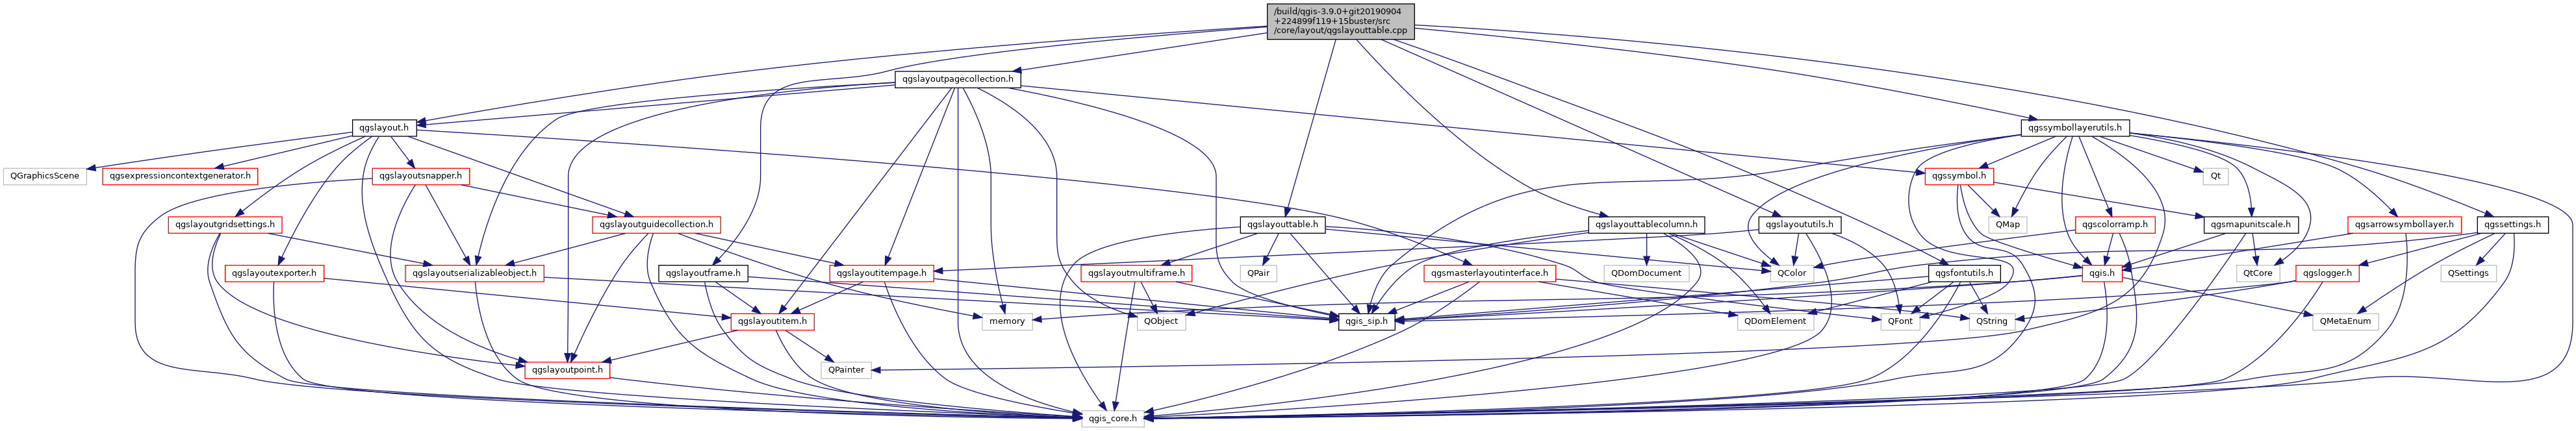 /build/qgis-3.9.0+git20190904
+224899f119+15buster/src
/core/layout/qgslayouttable.cpp
qgslayoutpagecollection.h
qgslayout.h
qgssymbollayerutils.h
QGraphicsScene
qgsexpressioncontextgenerator.h
qgslayoutsnapper.h
qgssymbol.h
Qt
qgslayoutgridsettings.h
qgslayoutguidecollection.h
qgslayouttable.h
qgslayouttablecolumn.h
qgslayoututils.h
QMap
qgscolorramp.h
qgsmapunitscale.h
qgsarrowsymbollayer.h
qgssettings.h
qgslayoutexporter.h
qgslayoutserializableobject.h
qgslayoutframe.h
qgslayoutitempage.h
qgslayoutmultiframe.h
QPair
qgsmasterlayoutinterface.h
QDomDocument
QColor
qgsfontutils.h
qgis.h
QtCore
qgslogger.h
QSettings
qgslayoutitem.h
memory
QObject
qgis_sip.h
QDomElement
QFont
QString
QMetaEnum
qgslayoutpoint.h
QPainter
qgis_core.h